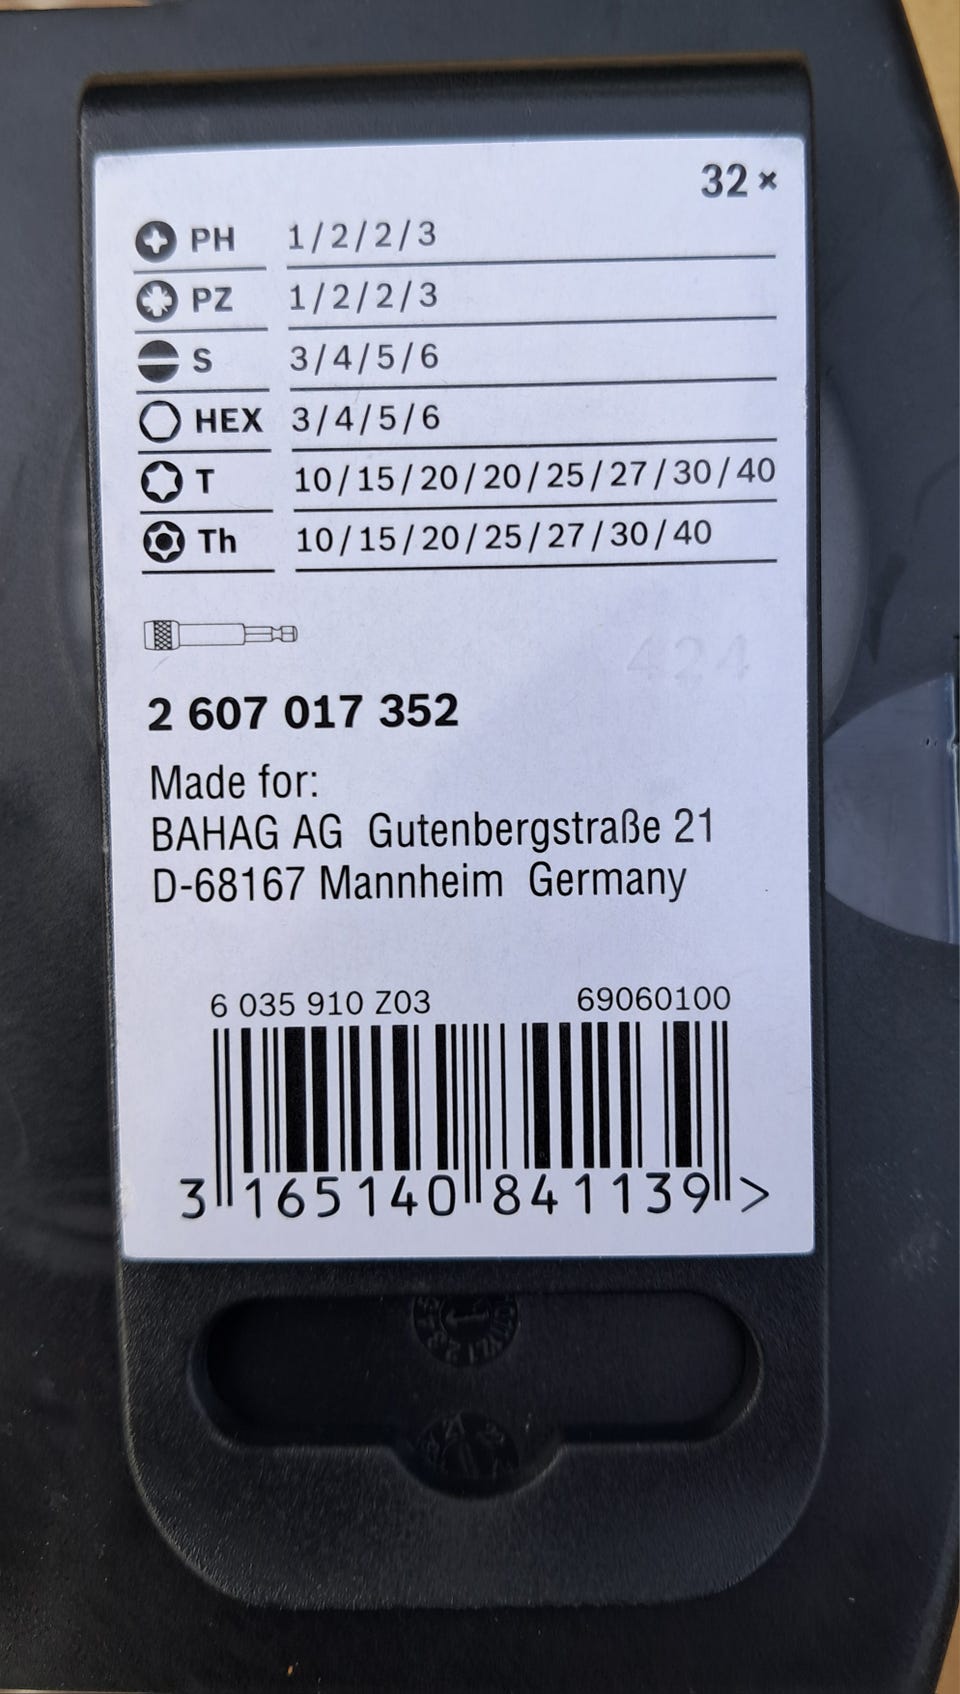 32 ×
PH 1/2/2/3
PZ 1/2/2/3
S 3/4/5/6
HEX 3/4/5/6
T 10/15/20/20/25/27/30/40
Th 10/15/20/25/27/30/40
424
2 607 017 352
Made for:
BAHAG AG Gutenbergstraße 21
D-68167 Mannheim Germany
6 035 910 Z03 69060100
3 165140 841139 >